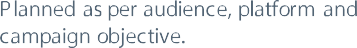 Planned as per audience, platform and
campaign objective.